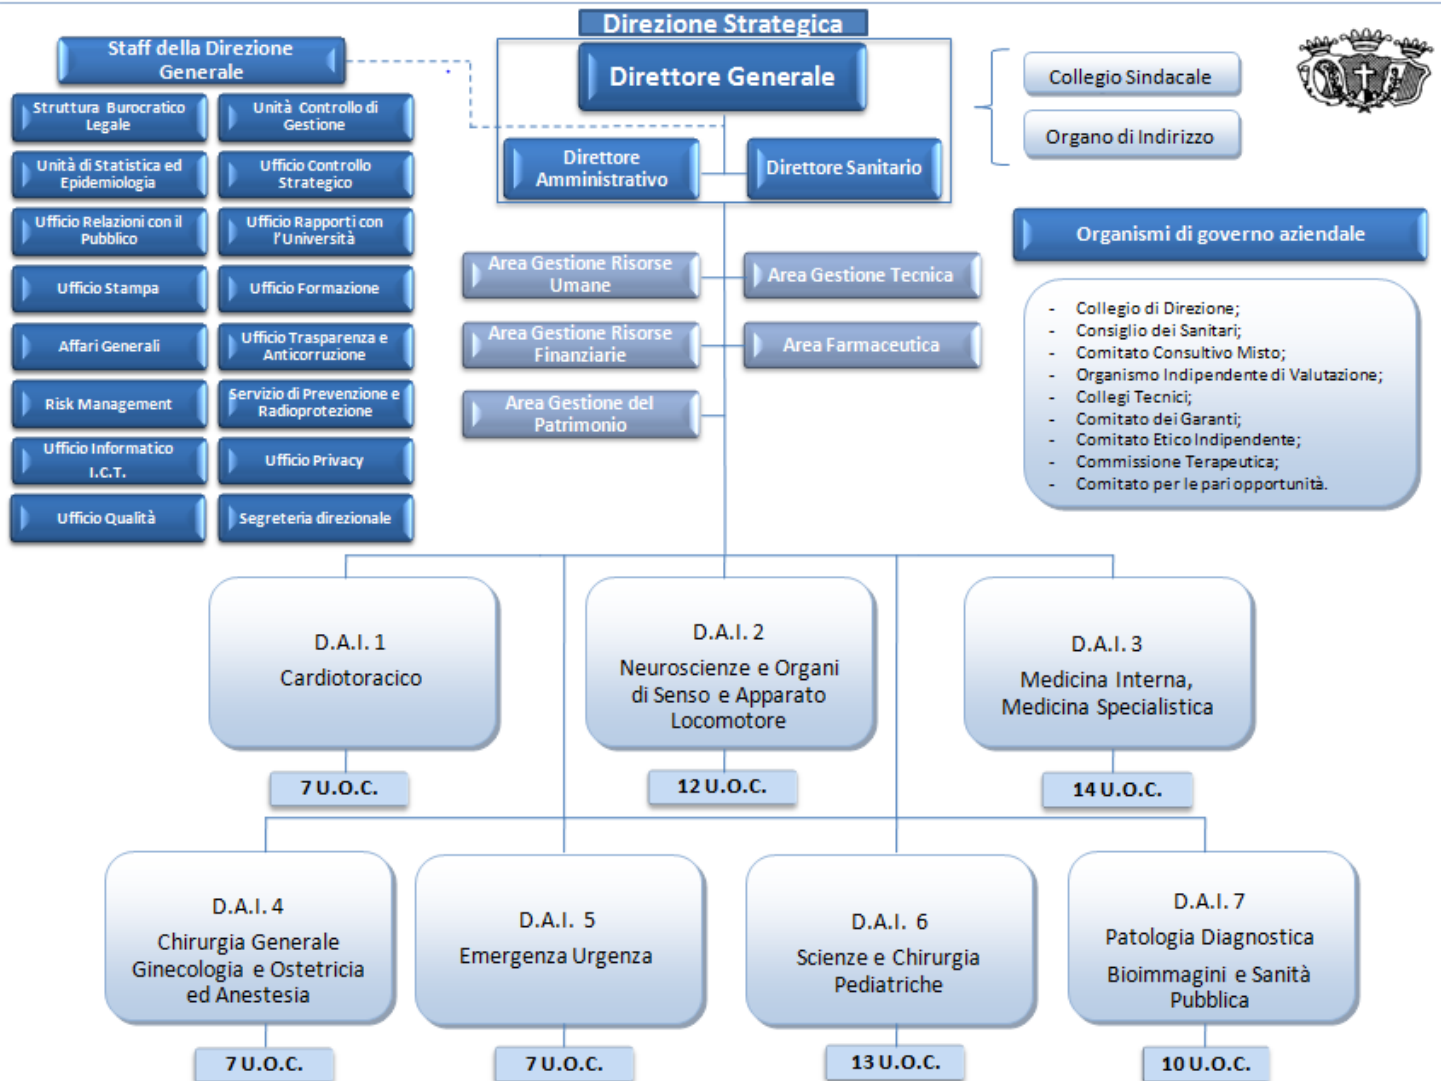 Direzione Strategica
Staff della Direzione
Generale
Direttore Generale
Collegio Sindacale
Organo di Indirizzo
Struttura Burocratico
Legale
Unità Controllo di
Gestione
Unità di Statistica ed
Epidemiologia
Ufficio Controllo
Strategico
Ufficio Relazioni con il
Pubblico
Ufficio Rapporti con
l'Università
Ufficio Stampa
Ufficio Formazione
Affari Generali
Ufficio Trasparenza e
Anticorruzione
Risk Management
Servizio di Prevenzione e
Radioprotezione
Ufficio Informatico
I.C.T.
Ufficio Privacy
Ufficio Qualità
Segreteria direzionale
Direttore
Amministrativo
Direttore Sanitario
Area Gestione Risorse
Umane
Area Gestione Tecnica
Area Gestione Risorse
Finanziarie
Area Farmaceutica
Area Gestione del
Patrimonio
Organismi di governo aziendale
- Collegio di Direzione;
- Consiglio dei Sanitari;
- Comitato Consultivo Misto;
- Organismo Indipendente di Valutazione;
- Collegi Tecnici;
- Comitato dei Garanti;
- Comitato Etico Indipendente;
- Commissione Terapeutica;
- Comitato per le pari opportunità.
D.A.I. 1
Cardiotoracico
7 U.O.C.
D.A.I. 2
Neuroscienze e Organi
di Senso e Apparato
Locomotore
12 U.O.C.
D.A.I. 3
Medicina Interna,
Medicina Specialistica
14 U.O.C.
D.A.I. 4
Chirurgia Generale
Ginecologia e Ostetricia
ed Anestesia
7 U.O.C.
D.A.I. 5
Emergenza Urgenza
7 U.O.C.
D.A.I. 6
Scienze e Chirurgia
Pediatriche
13 U.O.C.
D.A.I. 7
Patologia Diagnostica
Bioimmagini e Sanità
Pubblica
10 U.O.C.